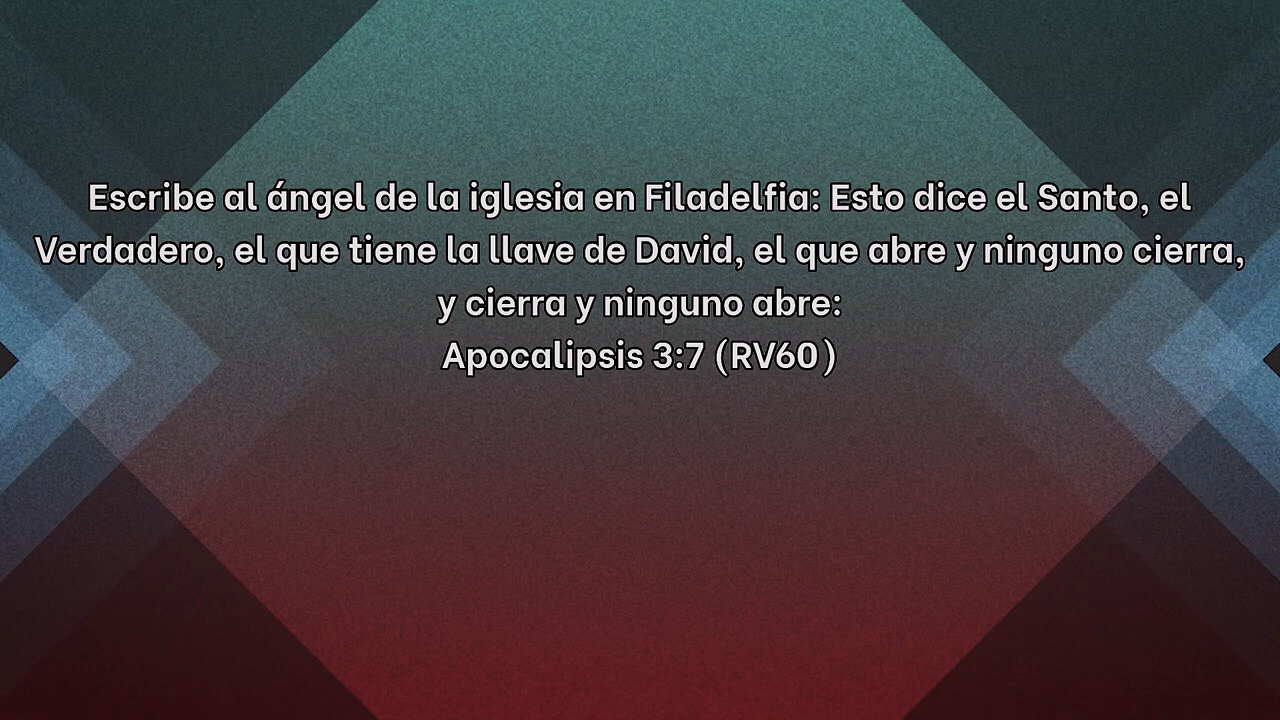 Escribe al ángel de la iglesia en Filadelfia: Esto dice el Santo, el
Verdadero, el que tiene la llave de David, el que abre y ninguno cierra,
y cierra y ninguno abre:
Apocalipsis 3:7 (RV60)